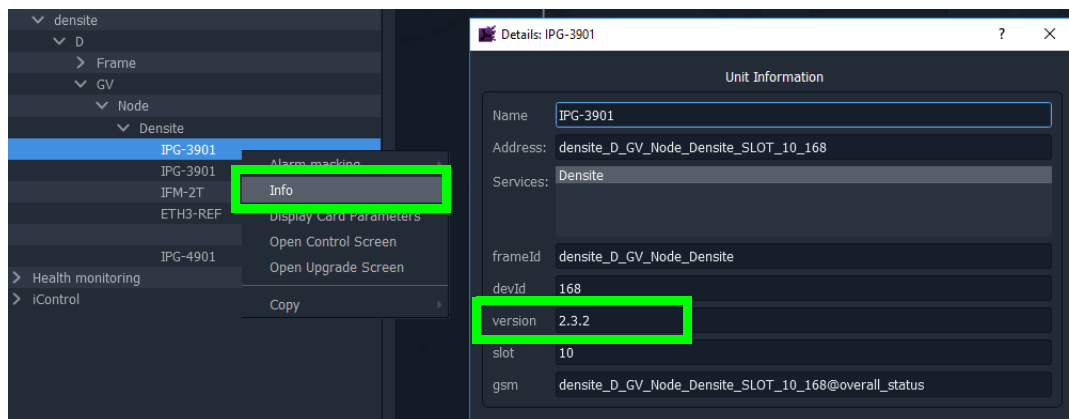 densite
D
Frame
GV
Node
Densite
IPG-3901
IPG-3901
IFM-2T
ETH3-REF
IPG-4901
Health monitoring
iControl
Alarm masking
Info
Display Card Parameters
Open Control Screen
Open Upgrade Screen
Copy
Details: IPG-3901 ? X
Unit Information
Name IPG-3901
Address: densite_D_GV_Node_Densite_SLOT_10_168
Services: Densite
frameId densite_D_GV_Node_Densite
devId 168
version 2.3.2
slot 10
gsm densite_D_GV_Node_Densite_SLOT_10_168@overall_status